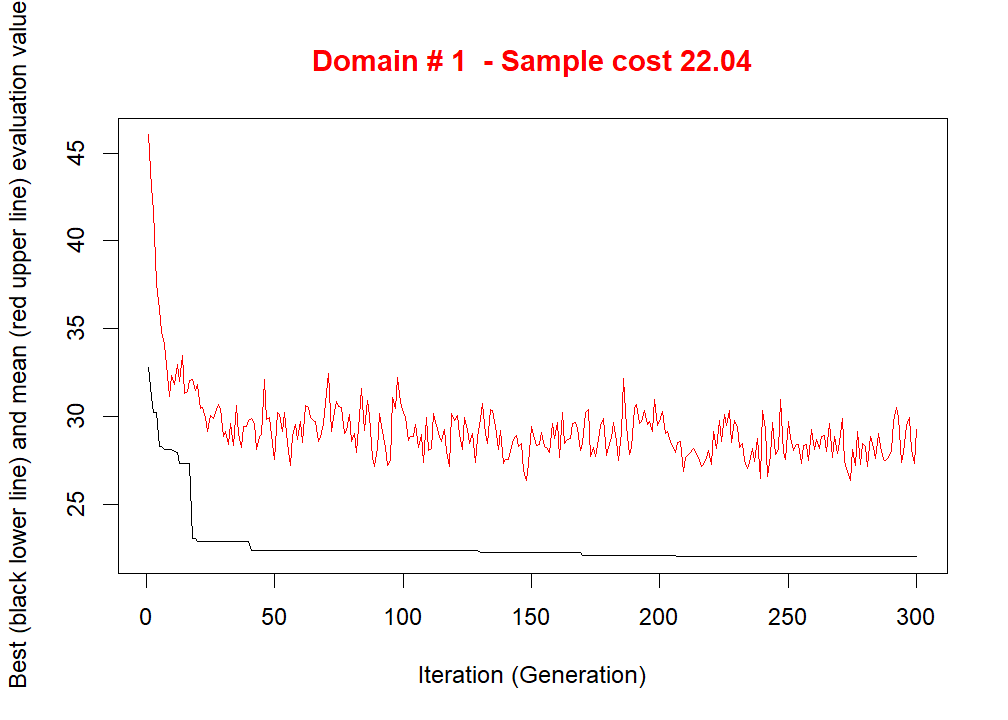 Domain # 1  - Sample cost 22.04
Best (black lower line) and mean (red upper line) evaluation value
45
40
35
30
25
0 50 100 150 200 250 300
Iteration (Generation)